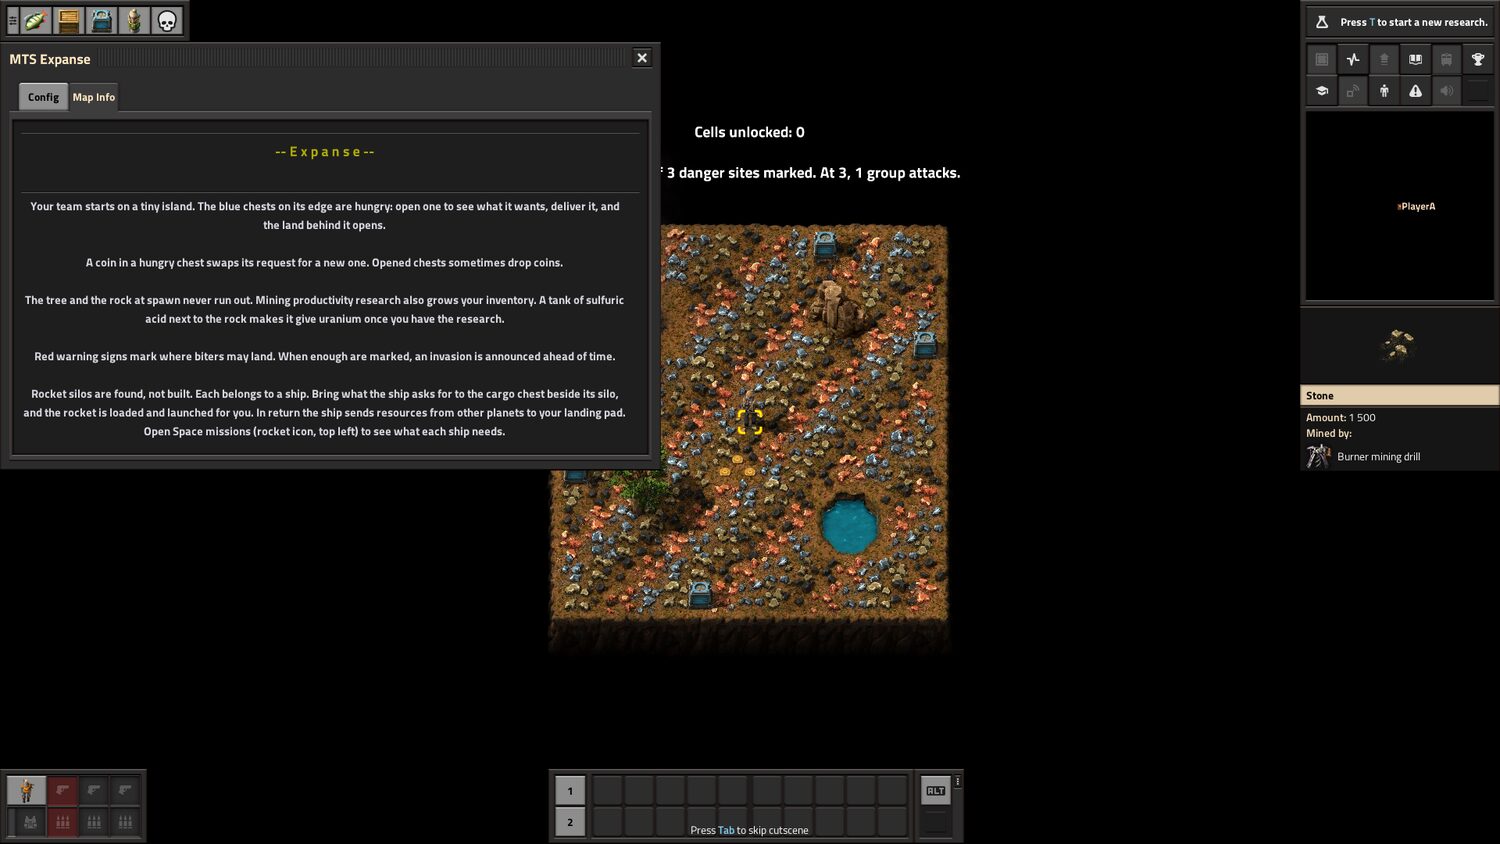 MTS Expanse
Config
Map Info
-- E x p a n s e --
Your team starts on a tiny island. The blue chests on its edge are hungry: open one to see what it wants, deliver it, and
the land behind it opens.
A coin in a hungry chest swaps its request for a new one. Opened chests sometimes drop coins.
The tree and the rock at spawn never run out. Mining productivity research also grows your inventory. A tank of sulfuric
acid next to the rock makes it give uranium once you have the research.
Red warning signs mark where biters may land. When enough are marked, an invasion is announced ahead of time.
Rocket silos are found, not built. Each belongs to a ship. Bring what the ship asks for to the cargo chest beside its silo,
and the rocket is loaded and launched for you. In return the ship sends resources from other planets to your landing pad.
Open Space missions (rocket icon, top left) to see what each ship needs.
Cells unlocked: 0
3 danger sites marked. At 3, 1 group attacks.
Press T to start a new research.
PlayerA
Stone
Amount: 1 500
Mined by:
Burner mining drill
1
2
ALT
Press Tab to skip cutscene